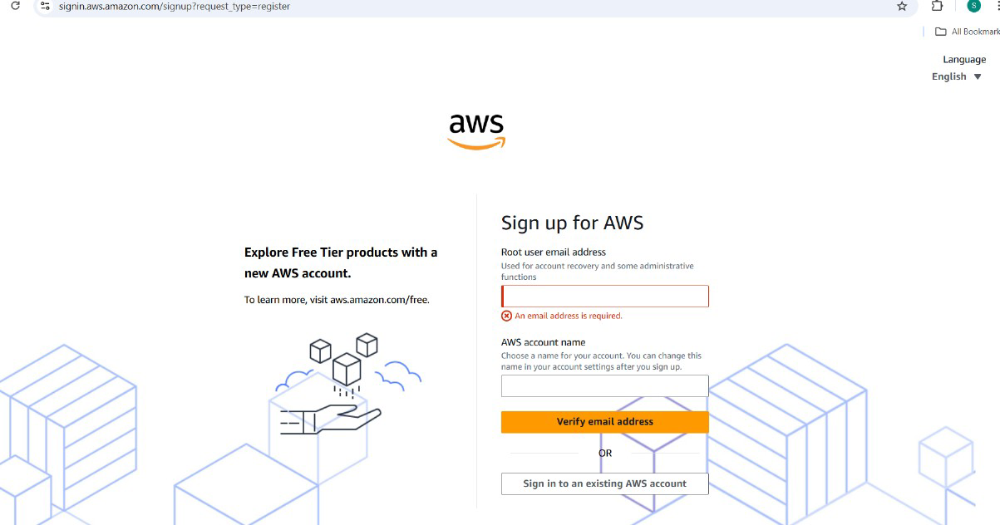 signin.aws.amazon.com/signup?request_type=register
S
All Bookmark
Language
English
aws
Explore Free Tier products with a
new AWS account.
To learn more, visit aws.amazon.com/free.
Sign up for AWS
Root user email address
Used for account recovery and some administrative
functions
An email address is required.
AWS account name
Choose a name for your account. You can change this
name in your account settings after you sign up.
Verify email address
OR
Sign in to an existing AWS account